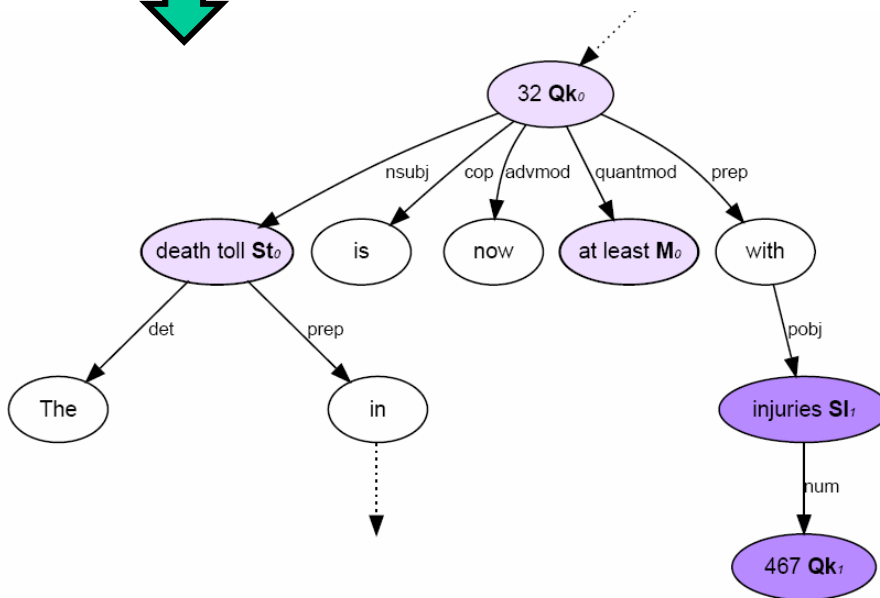 32 Qk0
nsubj cop advmod quantmod prep
death toll St0 is now at least M0 with
det prep pobj
The in injuries SI1
num
467 Qk1